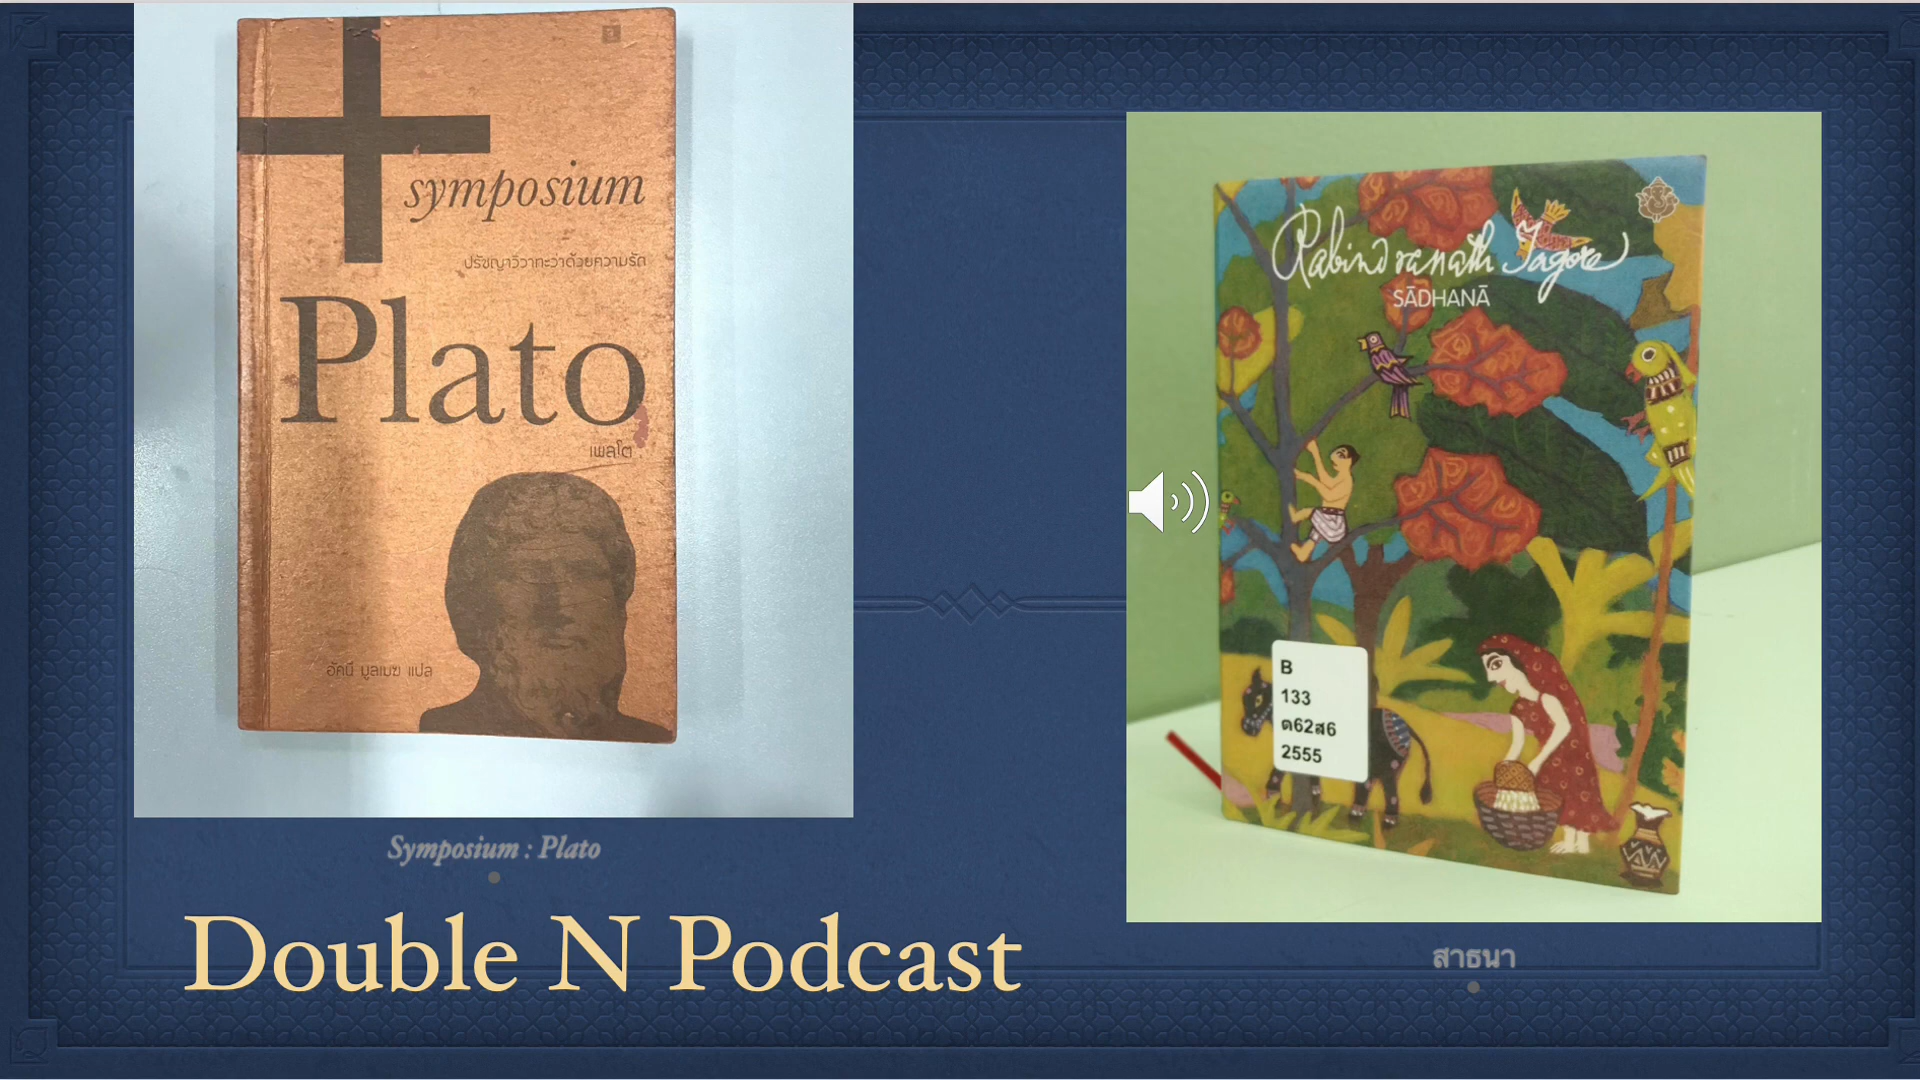 symposium
ปรัชญาวิวาทะว่าด้วยความรัก
Plato
เพลโต
อัคนี มูลเมฆ แปล
Symposium : Plato
Double N Podcast
Rabindranath Tagore
SĀDHANĀ
B
133
ฅ62ส6
2555
สาธนา